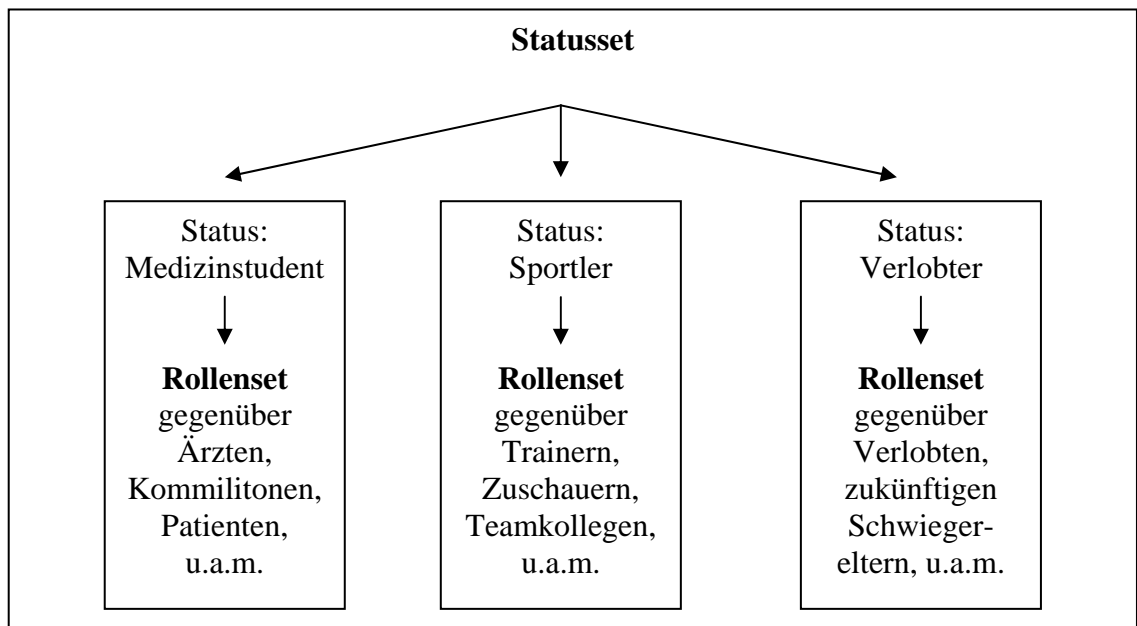 Statusset
Status:
Medizinstudent
Rollenset
gegenüber
Ärzten,
Kommilitonen,
Patienten,
u.a.m.
Status:
Sportler
Rollenset
gegenüber
Trainern,
Zuschauern,
Teamkollegen,
u.a.m.
Status:
Verlobter
Rollenset
gegenüber
Verlobten,
zukünftigen
Schwieger-
eltern, u.a.m.